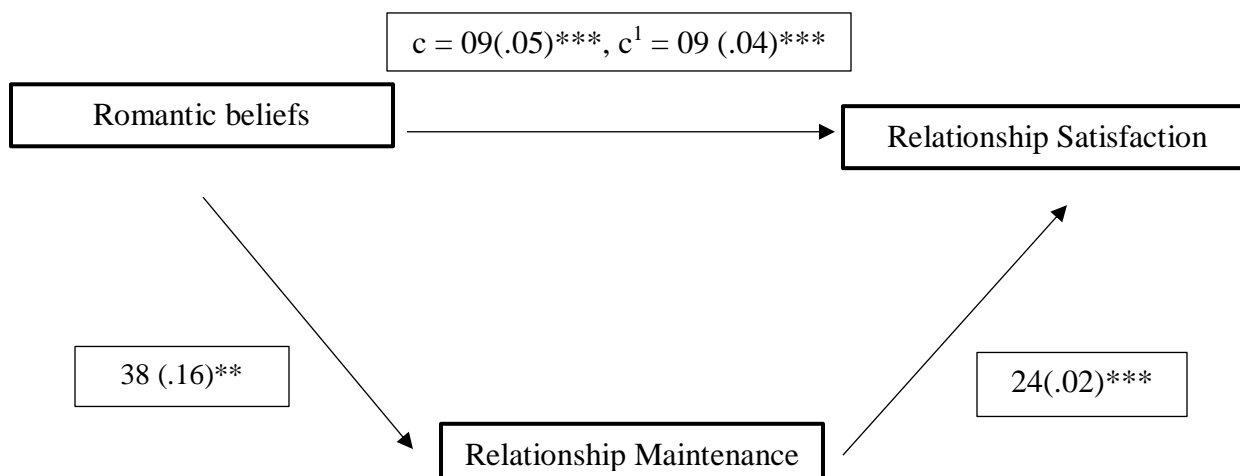 c = 09(.05)***, c¹ = 09 (.04)***
Romantic beliefs
Relationship Satisfaction
38 (.16)**
24(.02)***
Relationship Maintenance